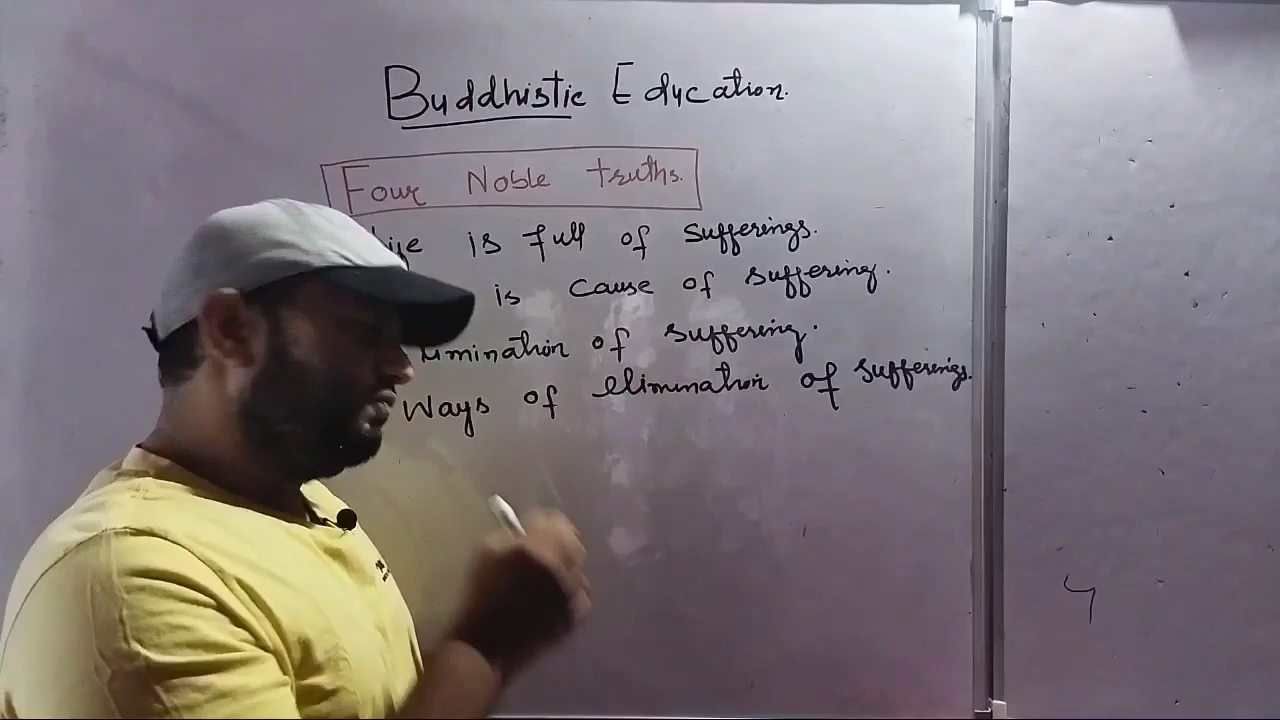 Buddhistic Education.
Four Noble truths.
is full of sufferings.
is cause of suffering.
of suffering.
Ways of elimination of sufferings.
4